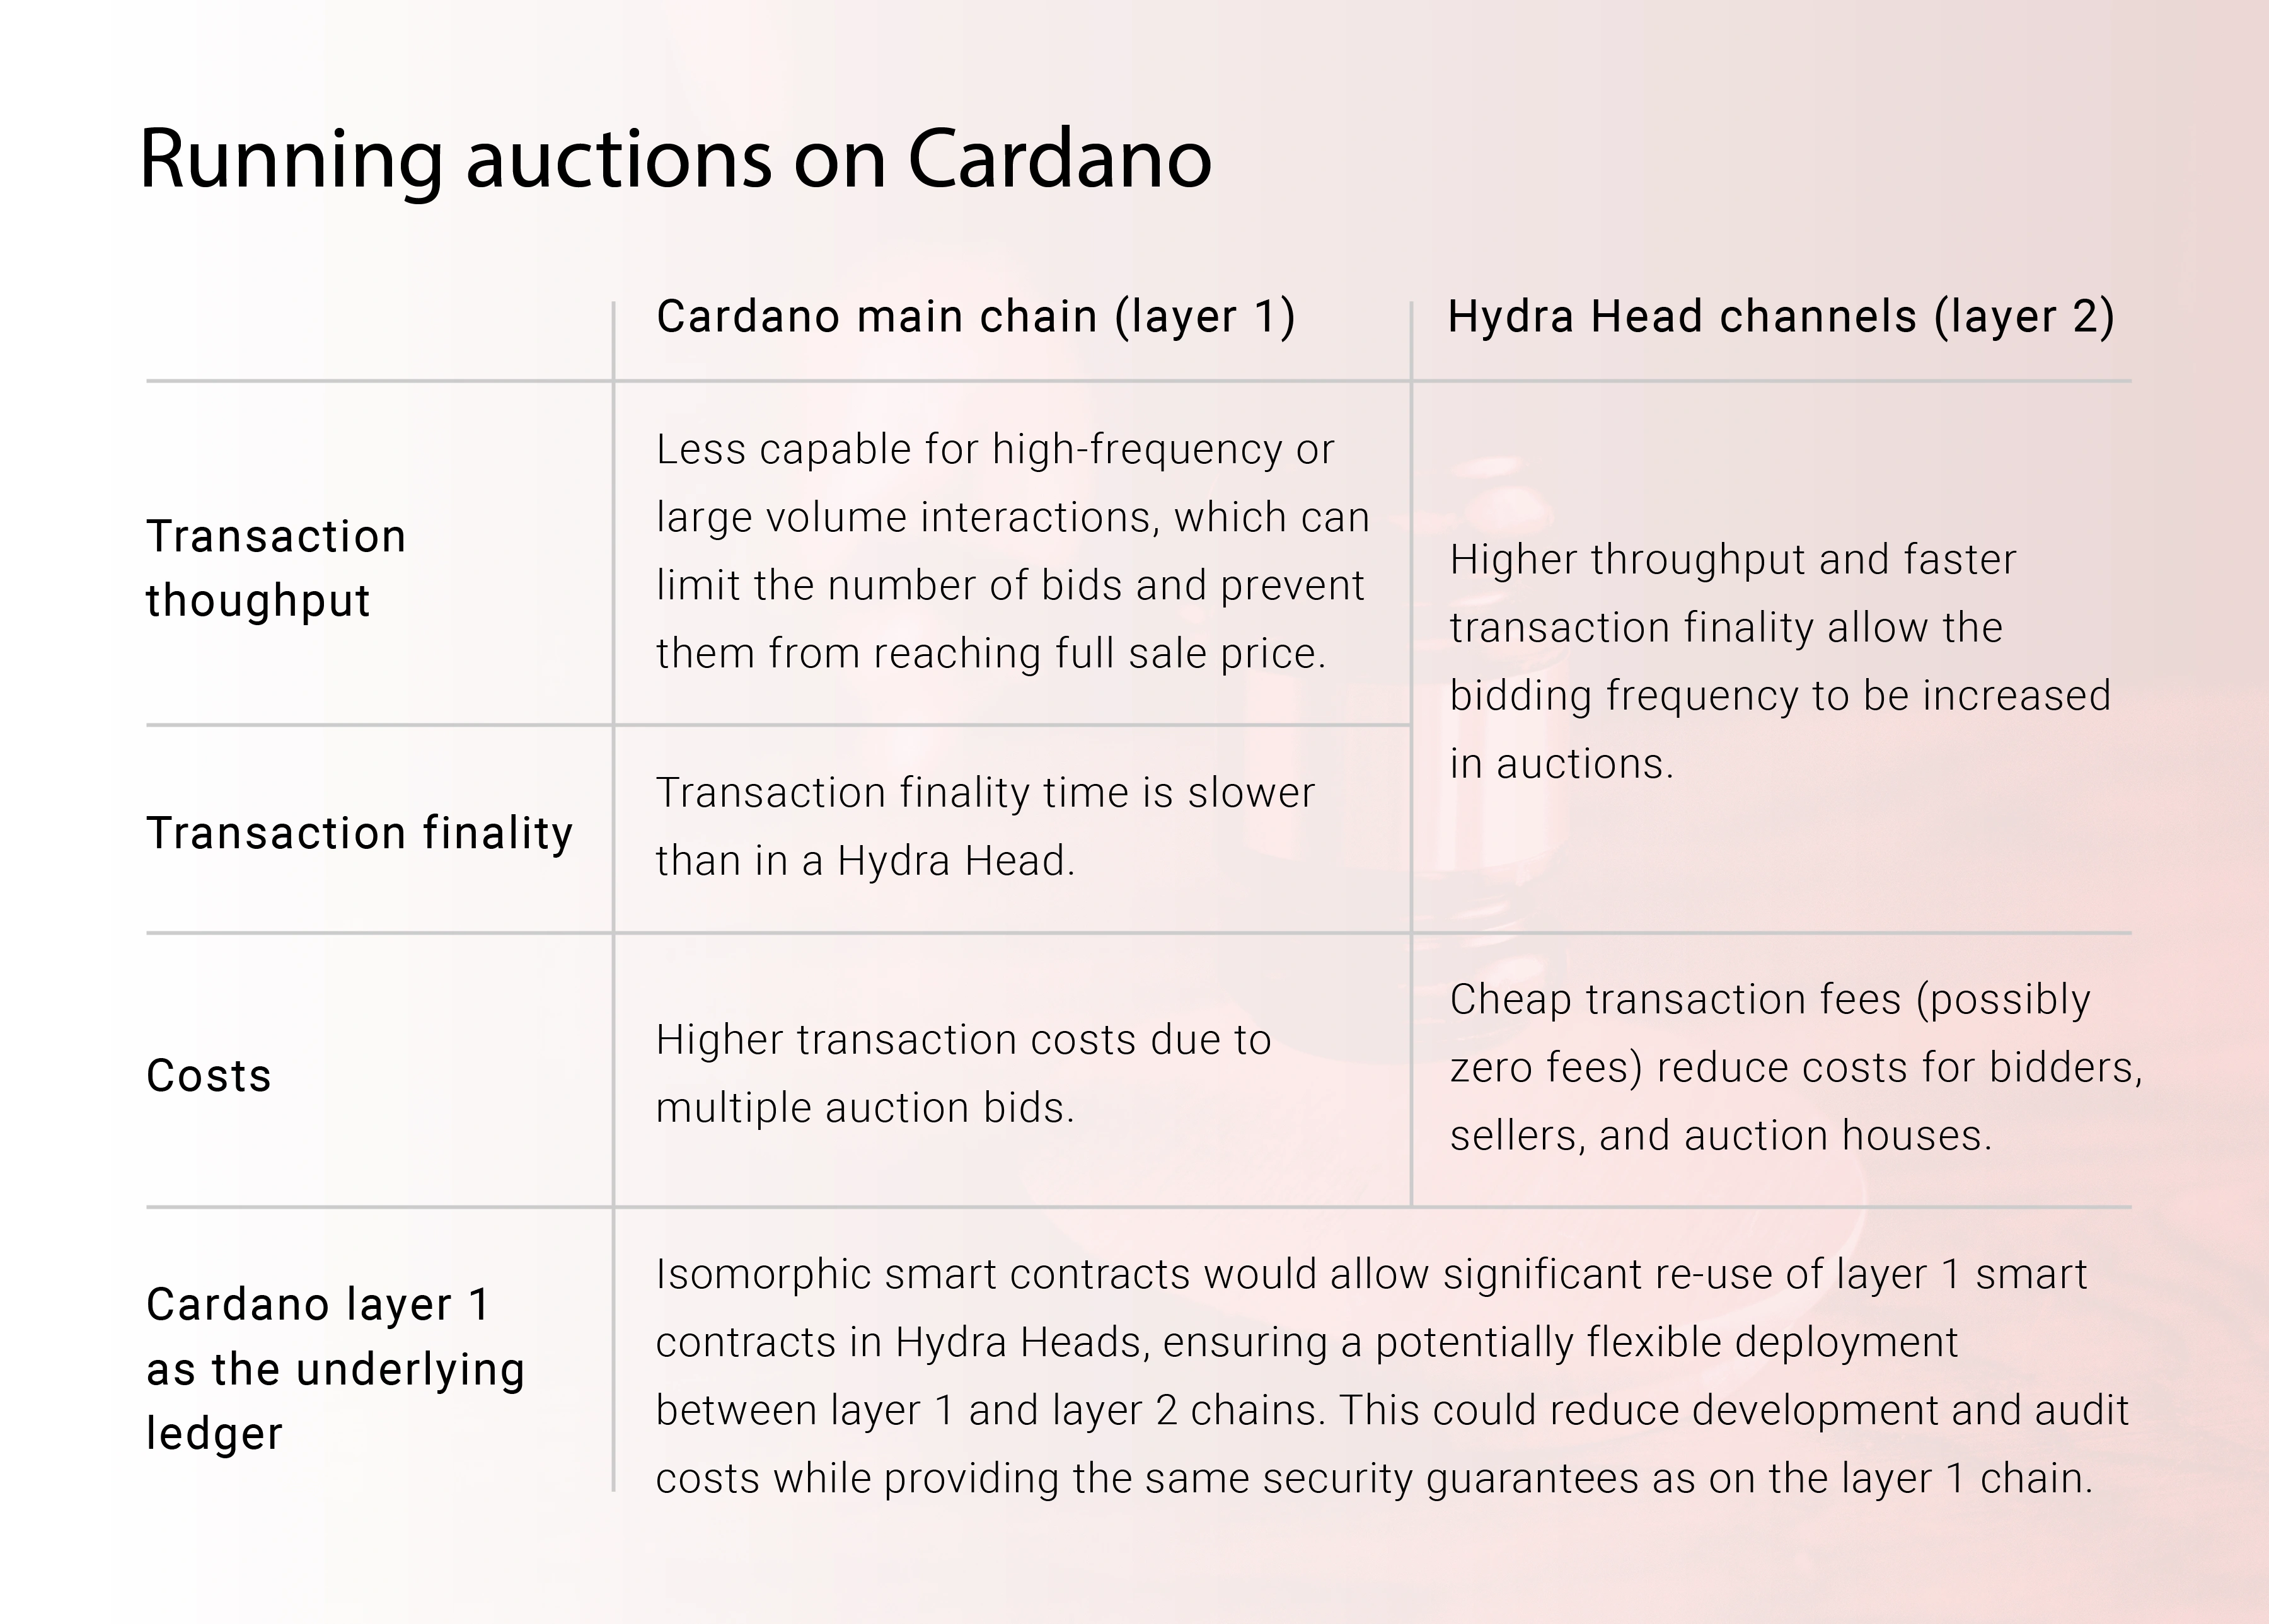 Running auctions on Cardano
Cardano main chain (layer 1)
Hydra Head channels (layer 2)
Transaction
thoughput
Less capable for high-frequency or
large volume interactions, which can
limit the number of bids and prevent
them from reaching full sale price.
Higher throughput and faster
transaction finality allow the
bidding frequency to be increased
in auctions.
Transaction finality
Transaction finality time is slower
than in a Hydra Head.
Costs
Higher transaction costs due to
multiple auction bids.
Cheap transaction fees (possibly
zero fees) reduce costs for bidders,
sellers, and auction houses.
Cardano layer 1
as the underlying
ledger
Isomorphic smart contracts would allow significant re-use of layer 1 smart
contracts in Hydra Heads, ensuring a potentially flexible deployment
between layer 1 and layer 2 chains. This could reduce development and audit
costs while providing the same security guarantees as on the layer 1 chain.